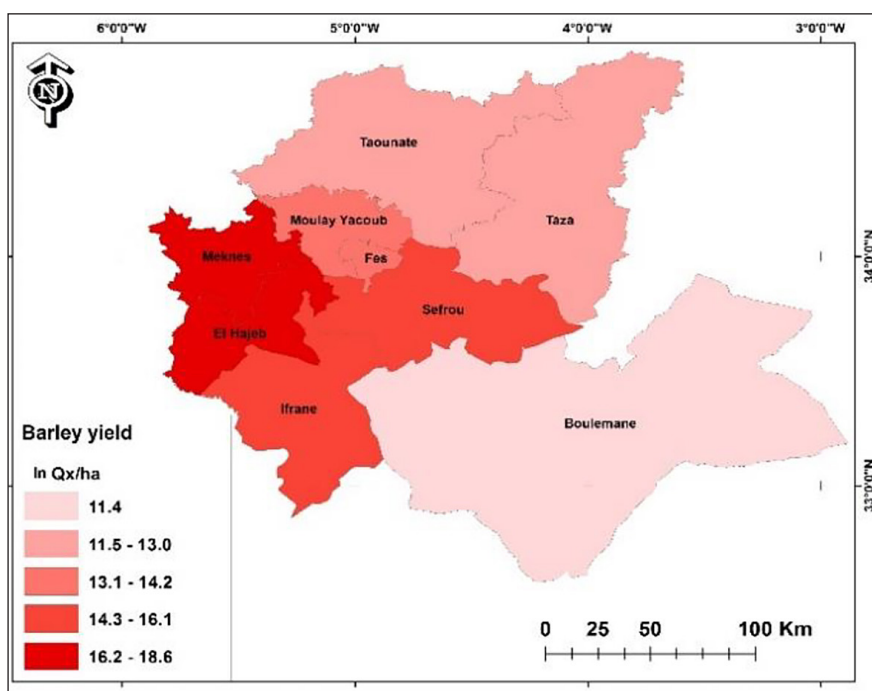 6°0'0"W 5°0'0"W 4°0'0"W 3°0'0"W
N
Taounate
Moulay Yacoub
Taza
Meknes
Fes
34°0'0"N
Sefrou
El Hajeb
Ifrane
Boulemane
33°0'0"N
Barley yield
In Qx/ha
11.4
11.5 - 13.0
13.1 - 14.2
14.3 - 16.1
16.2 - 18.6
0 25 50 100 Km